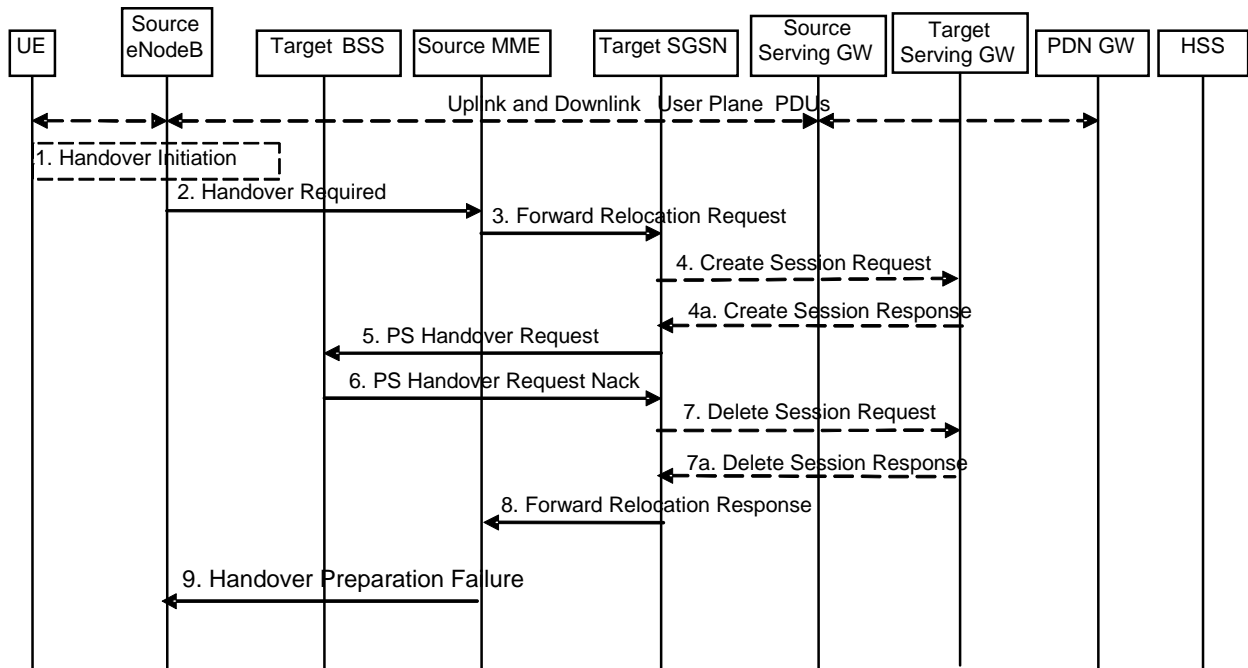 UE
Source
eNodeB
Target BSS
Source MME
Target SGSN
Source
Serving GW
Target
Serving GW
PDN GW
HSS
Uplink and Downlink User Plane PDUs
1. Handover Initiation
2. Handover Required
3. Forward Relocation Request
4. Create Session Request
4a. Create Session Response
5. PS Handover Request
6. PS Handover Request Nack
7. Delete Session Request
7a. Delete Session Response
8. Forward Relocation Response
9. Handover Preparation Failure